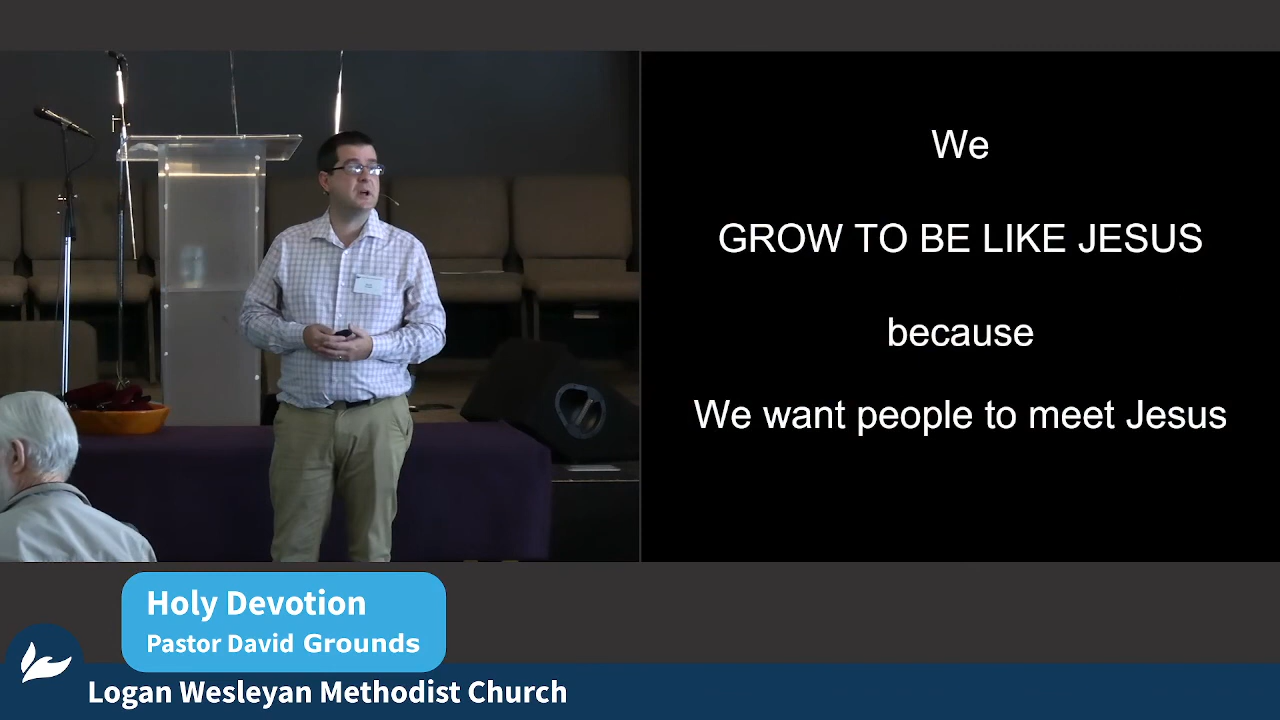 We
GROW TO BE LIKE JESUS
because
We want people to meet Jesus
Holy Devotion
Pastor David Grounds
Logan Wesleyan Methodist Church